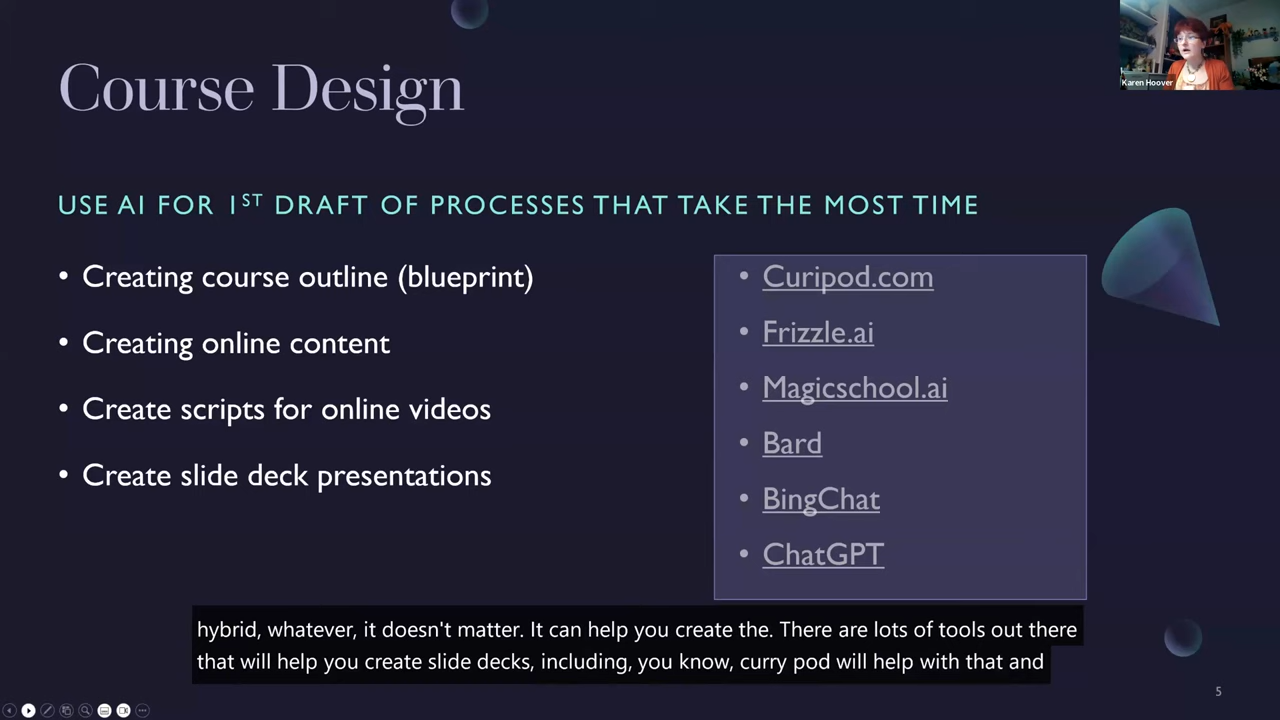 Karen Hoover
Course Design
USE AI FOR 1ST DRAFT OF PROCESSES THAT TAKE THE MOST TIME
• Creating course outline (blueprint)
• Creating online content
• Create scripts for online videos
• Create slide deck presentations
• Curipod.com
• Frizzle.ai
• Magicschool.ai
• Bard
• BingChat
• ChatGPT
hybrid, whatever, it doesn't matter. It can help you create the. There are lots of tools out there
that will help you create slide decks, including, you know, curry pod will help with that and
5